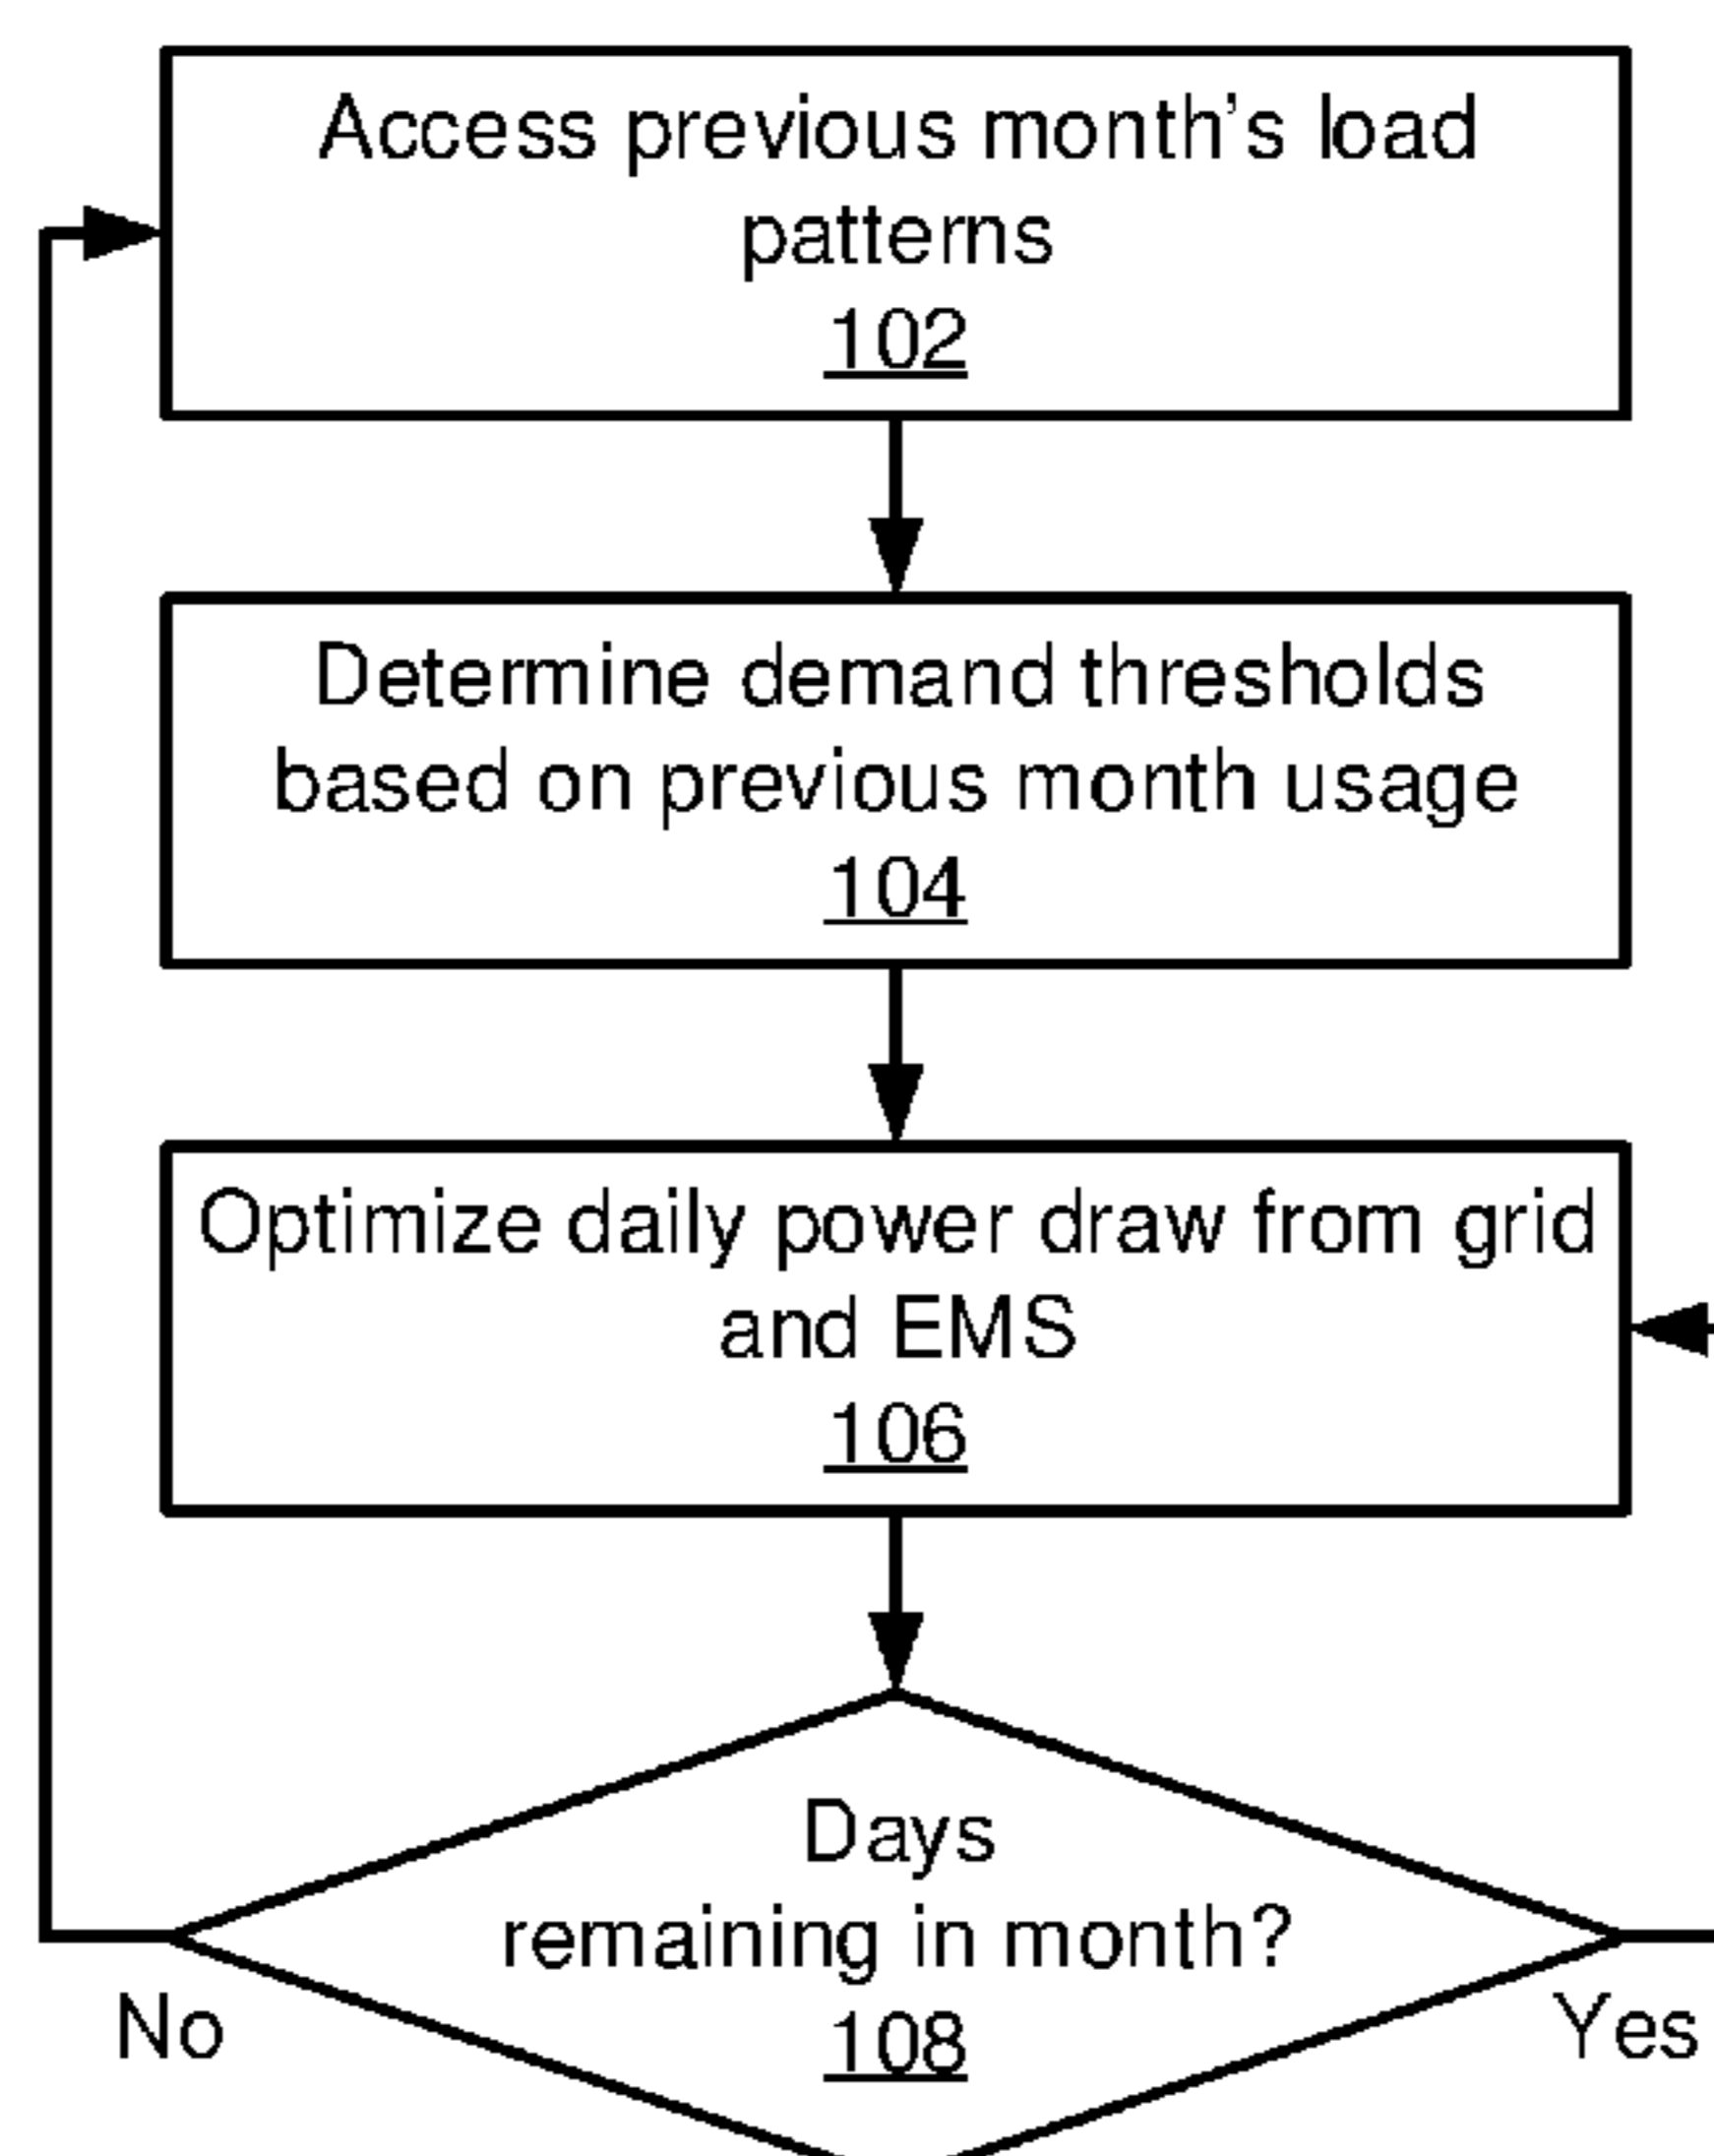 Access previous month's load
patterns
102
Determine demand thresholds
based on previous month usage
104
Optimize daily power draw from grid
and EMS
106
Days
remaining in month?
108
No
Yes